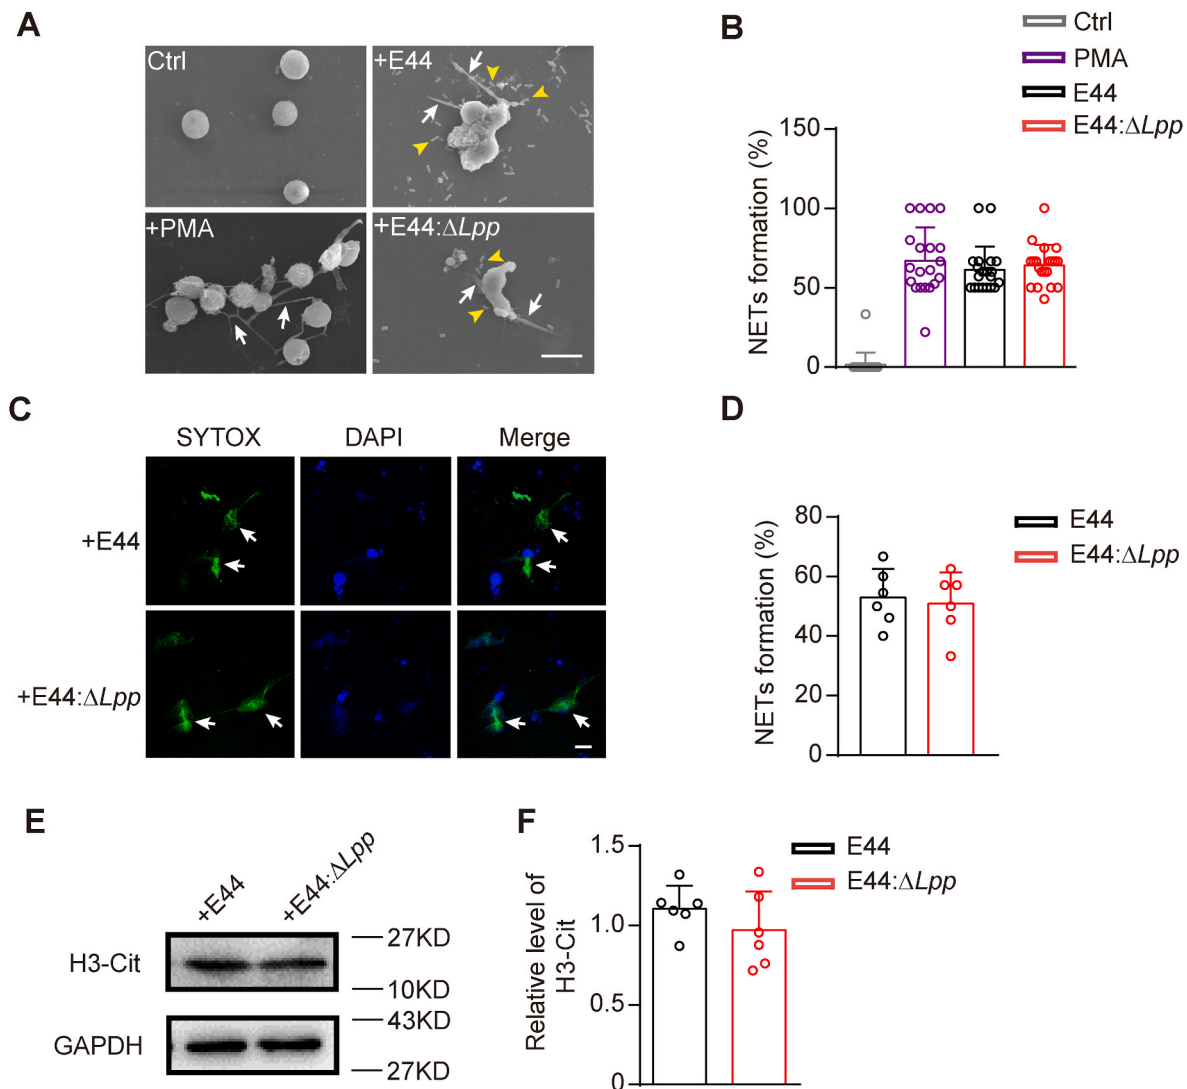 A
Ctrl
+E44
+PMA
+E44:ΔLpp
B
Ctrl
PMA
E44
E44:ΔLpp
NETs formation (%)
150
100
50
0
C
SYTOX
DAPI
Merge
+E44
+E44:ΔLpp
D
NETs formation (%)
80
60
40
20
0
E44
E44:ΔLpp
E
+E44
+E44:ΔLpp
H3-Cit
27KD
10KD
GAPDH
43KD
27KD
F
Relative level of
H3-Cit
1.5
1.0
0.5
0
E44
E44:ΔLpp